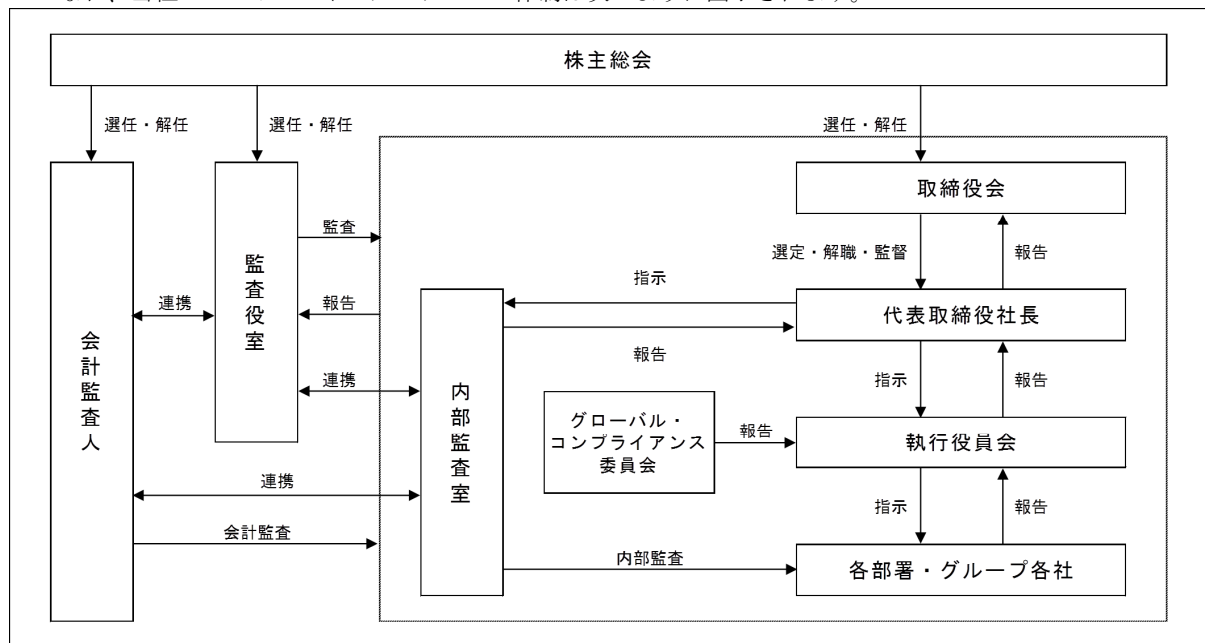 株主総会
選任・解任
選任・解任
選任・解任
取締役会
監査
選定・解職・監督
報告
監査役室
指示
連携
報告
代表取締役社長
報告
会計監査人
連携
内部監査室
指示
報告
グローバル・
コンプライアンス
委員会
報告
執行役員会
連携
指示
報告
会計監査
内部監査
各部署・グループ各社